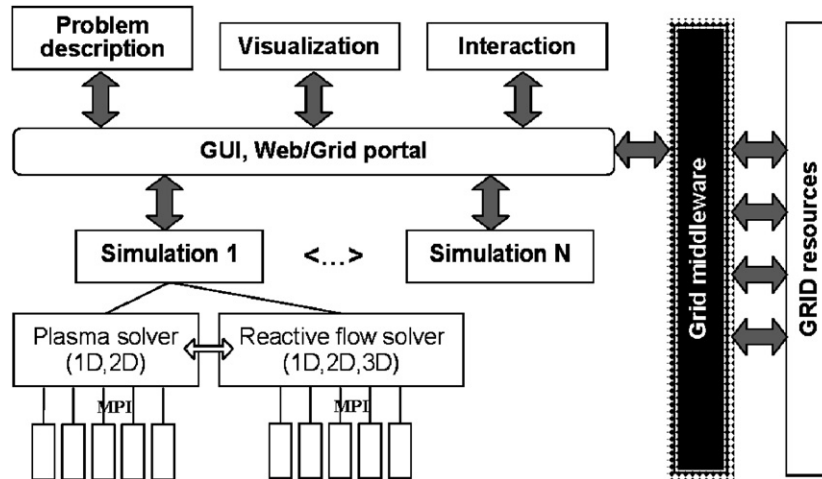 Problem
description
Visualization
Interaction
GUI, Web/Grid portal
Simulation 1
<...>
Simulation N
Plasma solver
(1D,2D)
Reactive flow solver
(1D,2D,3D)
MPI
MPI
Grid middleware
GRID resources